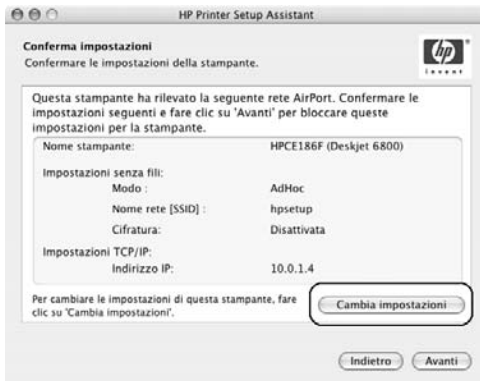 HP Printer Setup Assistant
Conferma impostazioni
Confermare le impostazioni della stampante.
hp
invent
Questa stampante ha rilevato la seguente rete AirPort. Confermare le
impostazioni seguenti e fare clic su 'Avanti' per bloccare queste
impostazioni per la stampante.
Nome stampante: HPCE186F (Deskjet 6800)
Impostazioni senza fili:
Modo : AdHoc
Nome rete [SSID] : hpsetup
Cifratura: Disattivata
Impostazioni TCP/IP:
Indirizzo IP: 10.0.1.4
Per cambiare le impostazioni di questa stampante, fare
clic su 'Cambia impostazioni'.
Cambia impostazioni
Indietro Avanti